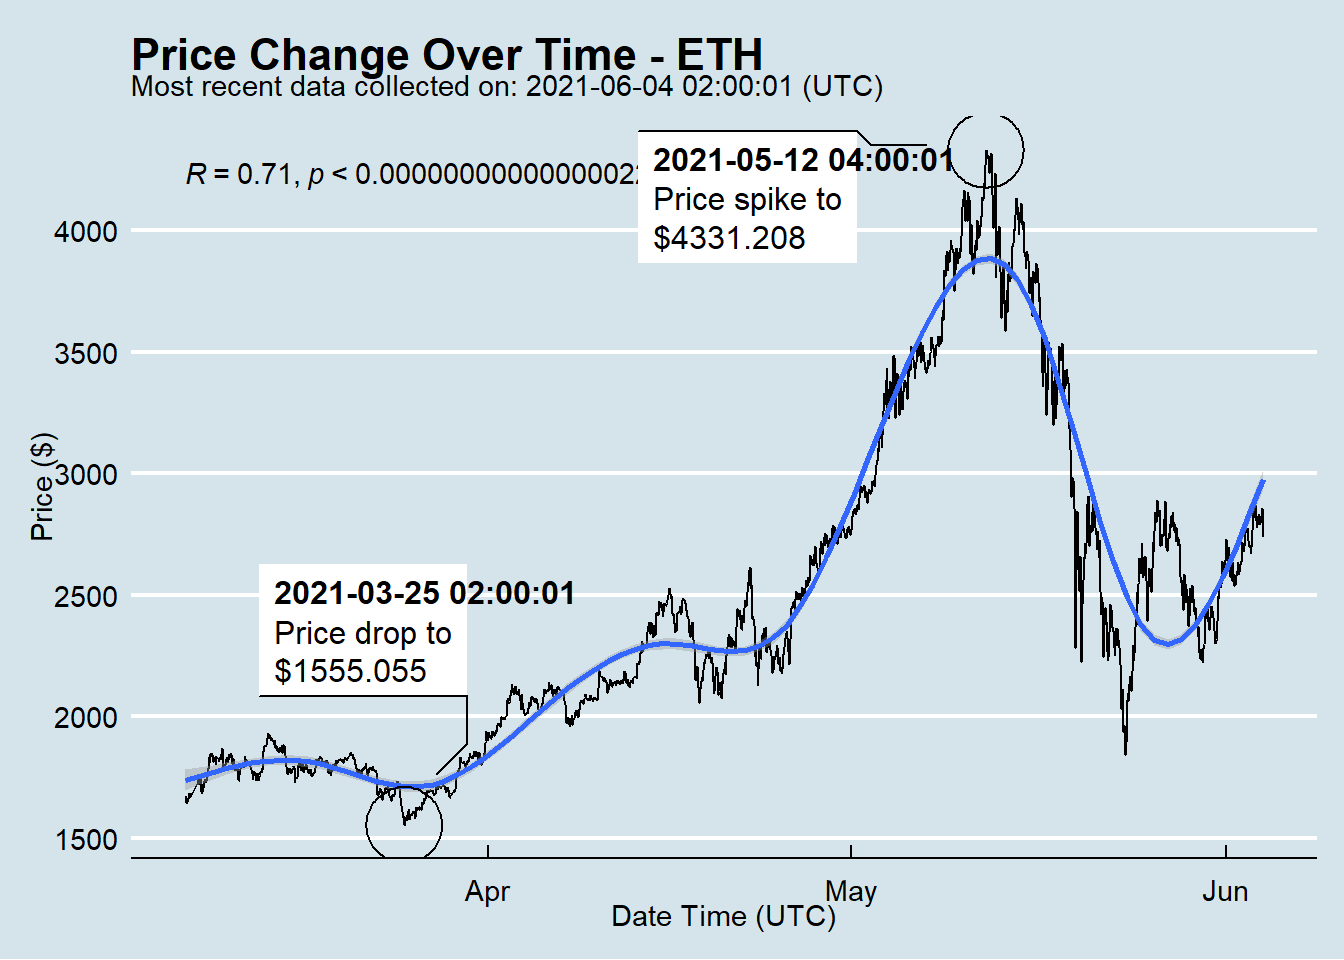 Price Change Over Time - ETH
Most recent data collected on: 2021-06-04 02:00:01 (UTC)
R = 0.71, p < 0.00000000000000022
2021-05-12 04:00:01
Price spike to
$4331.208
4000
3500
3000
2500
2000
1500
Price ($)
2021-03-25 02:00:01
Price drop to
$1555.055
Apr
May
Jun
Date Time (UTC)